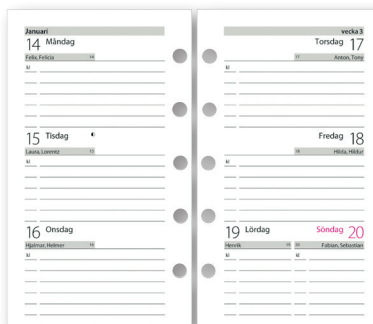 Januari
14 Måndag
Felix, Felicia 14
kl
15 Tisdag
Laura, Lorentz 15
kl
16 Onsdag
Hjalmar, Helmer 16
kl
vecka 3
Torsdag 17
17 Anton, Tony
kl
Fredag 18
18 Hilda, Hildur
kl
19 Lördag
Henrik 19
kl
Söndag 20
20 Fabian, Sebastian
kl